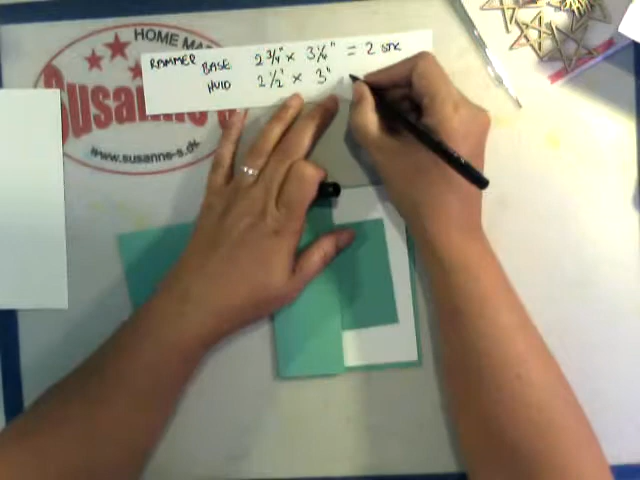 RAMMER BASE 2 3/4" x 3 1/4" = 2 STK
HVID 2 1/2" x 3"
HOME MA
Susanne
www.susanne-s.dk